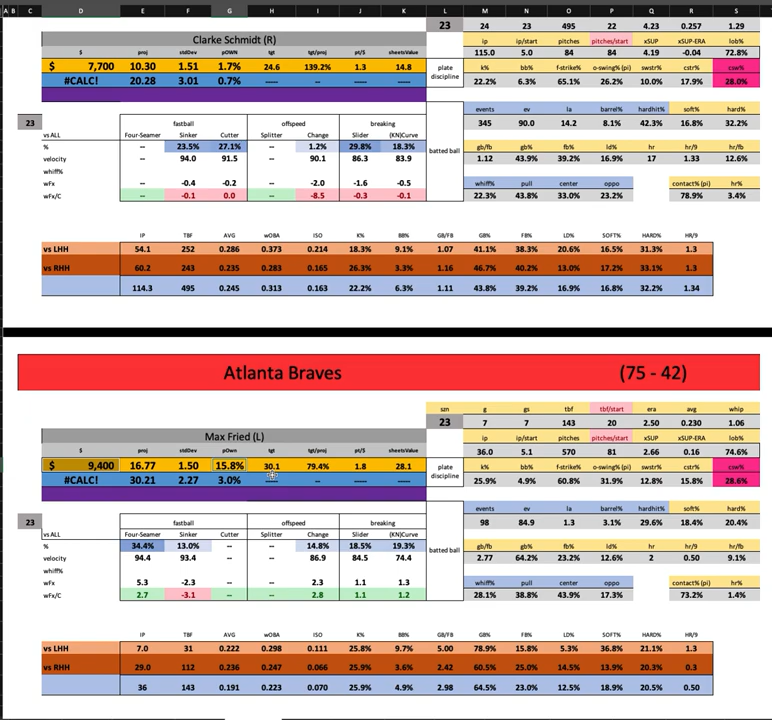 A B C D E F G H I J K L M N O P Q R S
23 24 23 495 22 4.23 0.257 1.29
Clarke Schmidt (R) ip ip/start pitches pitches/start xSUP xSUP-ERA lob%
115.0 5.0 84 84 4.19 -0.04 72.8%
$ proj stdDev pOWN tgt tgt/proj pt/$ sheetsValue
$ 7,700 10.30 1.51 1.7% 24.6 139.2% 1.3 14.8 plate discipline k% bb% f-strike% o-swing% (pi) swstr% cstr% csw%
#CALC! 20.28 3.01 0.7% ---- -- -- ---- 22.2% 6.3% 65.1% 26.2% 10.0% 17.9% 28.0%
events ev la barrel% hardhit% soft% hard%
23 fastball offspeed breaking 345 90.0 14.2 8.1% 42.3% 16.8% 32.2%
vs ALL Four-Seamer Sinker Cutter Splitter Change Slider (KN)Curve
% -- 23.5% 27.1% -- 1.2% 29.8% 18.3% batted ball gb/fb gb% fb% ld% hr hr/9 hr/fb
velocity -- 94.0 91.5 -- 90.1 86.3 83.9 1.12 43.9% 39.2% 16.9% 17 1.33 12.6%
whiff%
wFx -- -0.4 -0.2 -- -2.0 -1.6 -0.5 whiff% pull center oppo contact% (pi) hr%
wFx/C -- -0.1 0.0 -- -8.5 -0.3 -0.1 22.3% 43.8% 33.0% 23.2% 78.9% 3.4%
IP TBF AVG wOBA ISO K% BB% GB/FB GB% FB% LD% SOFT% HARD% HR/9
vs LHH 54.1 252 0.286 0.373 0.214 18.3% 9.1% 1.07 41.1% 38.3% 20.6% 16.5% 31.3% 1.3
vs RHH 60.2 243 0.235 0.283 0.165 26.3% 3.3% 1.16 46.7% 40.2% 13.0% 17.2% 33.1% 1.3
114.3 495 0.245 0.313 0.163 22.2% 6.3% 1.11 43.8% 39.2% 16.9% 16.8% 32.2% 1.34
Atlanta Braves (75 - 42)
szn g gs tbf tbf/start era avg whip
23 7 7 143 20 2.50 0.230 1.06
Max Fried (L) ip ip/start pitches pitches/start xSUP xSUP-ERA lob%
36.0 5.1 570 81 2.66 0.16 74.6%
$ proj stdDev pOwn tgt tgt/proj pt/$ sheetsValue
$ 9,400 16.77 1.50 15.8% 30.1 79.4% 1.8 28.1 plate discipline k% bb% f-strike% o-swing% (pi) swstr% cstr% csw%
#CALC! 30.21 2.27 3.0% ---- -- -- ---- 25.9% 4.9% 60.8% 31.9% 12.8% 15.8% 28.6%
events ev la barrel% hardhit% soft% hard%
23 fastball offspeed breaking 98 84.9 1.3 3.1% 29.6% 18.4% 20.4%
vs ALL Four-Seamer Sinker Cutter Splitter Change Slider (KN)Curve
% 34.4% 13.0% -- -- 14.8% 18.5% 19.3% batted ball gb/fb gb% fb% ld% hr hr/9 hr/fb
velocity 94.4 93.4 -- -- 86.9 84.5 74.4 2.77 64.2% 23.2% 12.6% 2 0.50 9.1%
whiff%
wFx 5.3 -2.3 -- -- 2.3 1.1 1.3 whiff% pull center oppo contact% (pi) hr%
wFx/C 2.7 -3.1 -- -- 2.8 1.1 1.2 28.1% 38.8% 43.9% 17.3% 73.2% 1.4%
IP TBF AVG wOBA ISO K% BB% GB/FB GB% FB% LD% SOFT% HARD% HR/9
vs LHH 7.0 31 0.222 0.298 0.111 25.8% 9.7% 5.00 78.9% 15.8% 5.3% 36.8% 21.1% 1.3
vs RHH 29.0 112 0.236 0.247 0.066 25.9% 3.6% 2.42 60.5% 25.0% 14.5% 13.9% 20.3% 0.3
36 143 0.191 0.223 0.070 25.9% 4.9% 2.98 64.5% 23.0% 12.5% 18.9% 20.5% 0.50